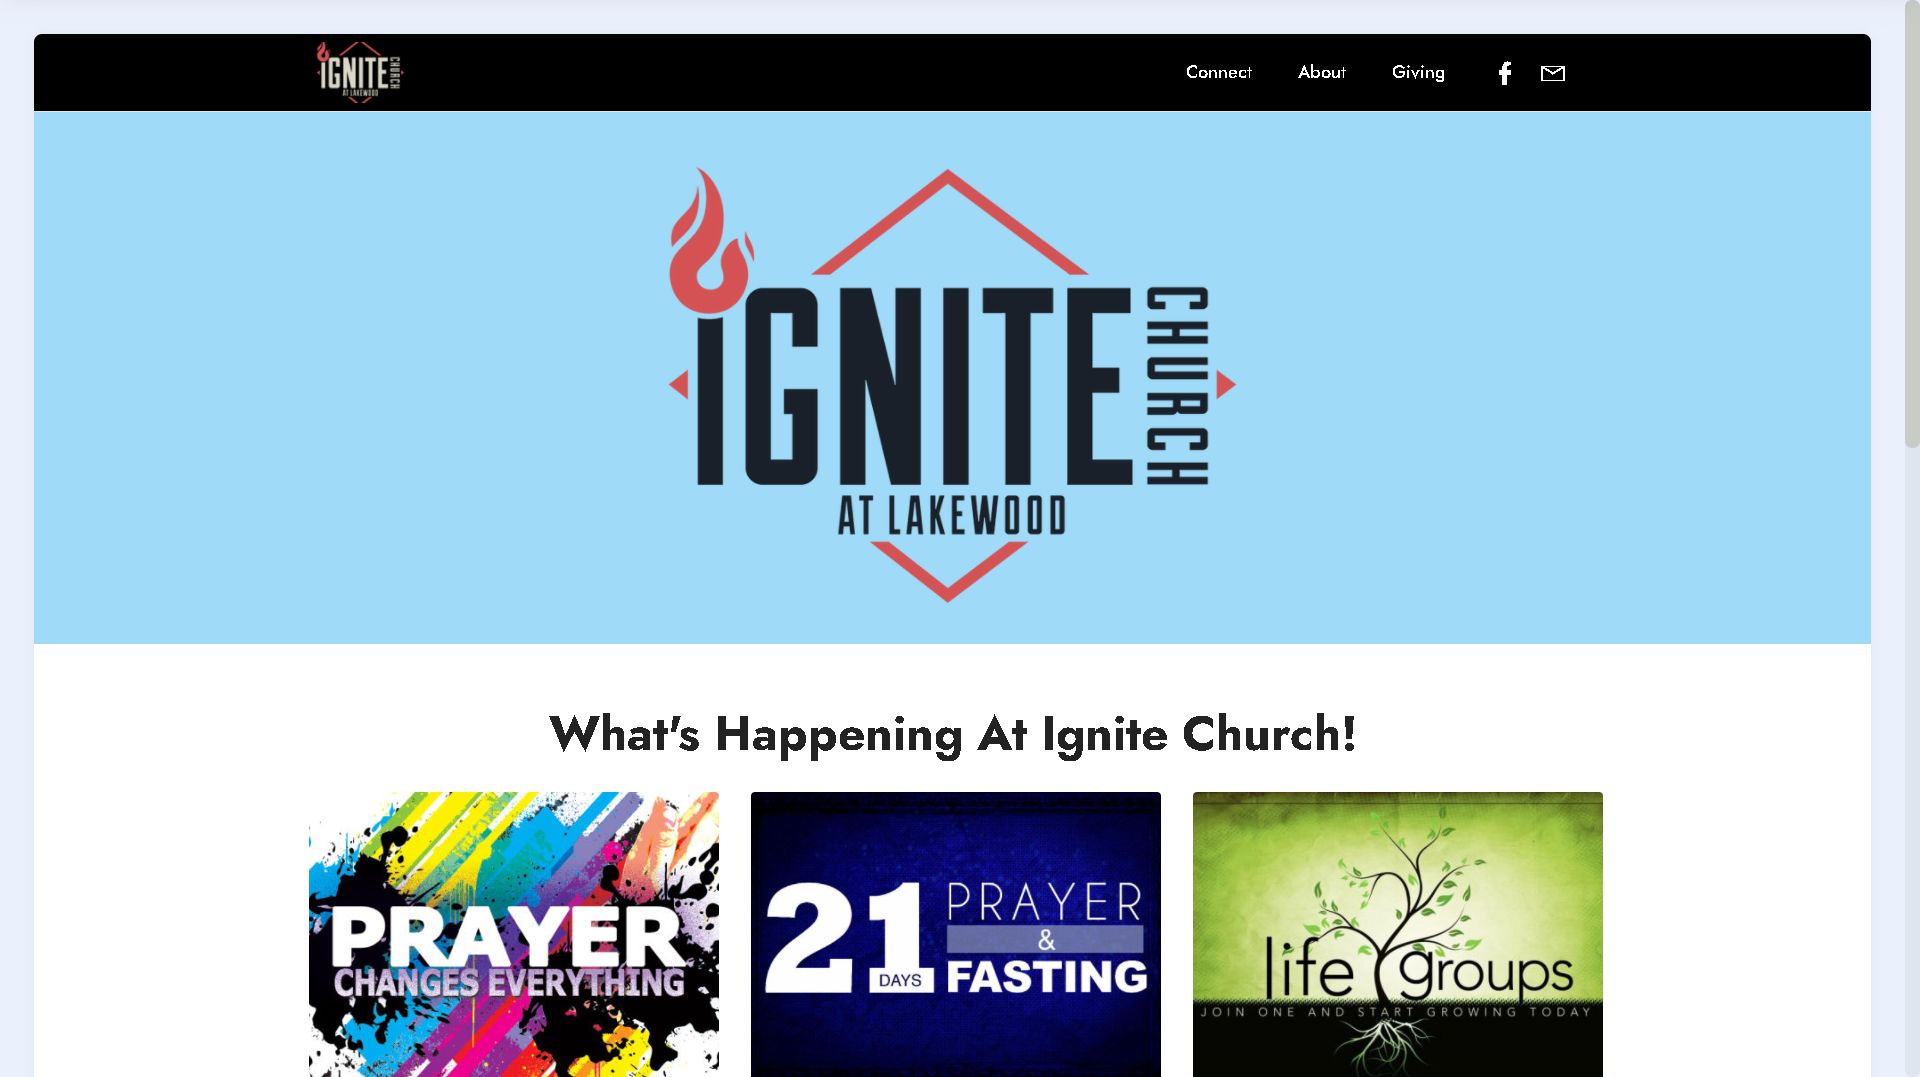 IGNITE
CHURCH
AT LAKEWOOD
Connect
About
Giving
IGNITE
CHURCH
AT LAKEWOOD
What's Happening At Ignite Church!
PRAYER
CHANGES EVERYTHING
21
DAYS
PRAYER
&
FASTING
life groups
JOIN ONE AND START GROWING TODAY